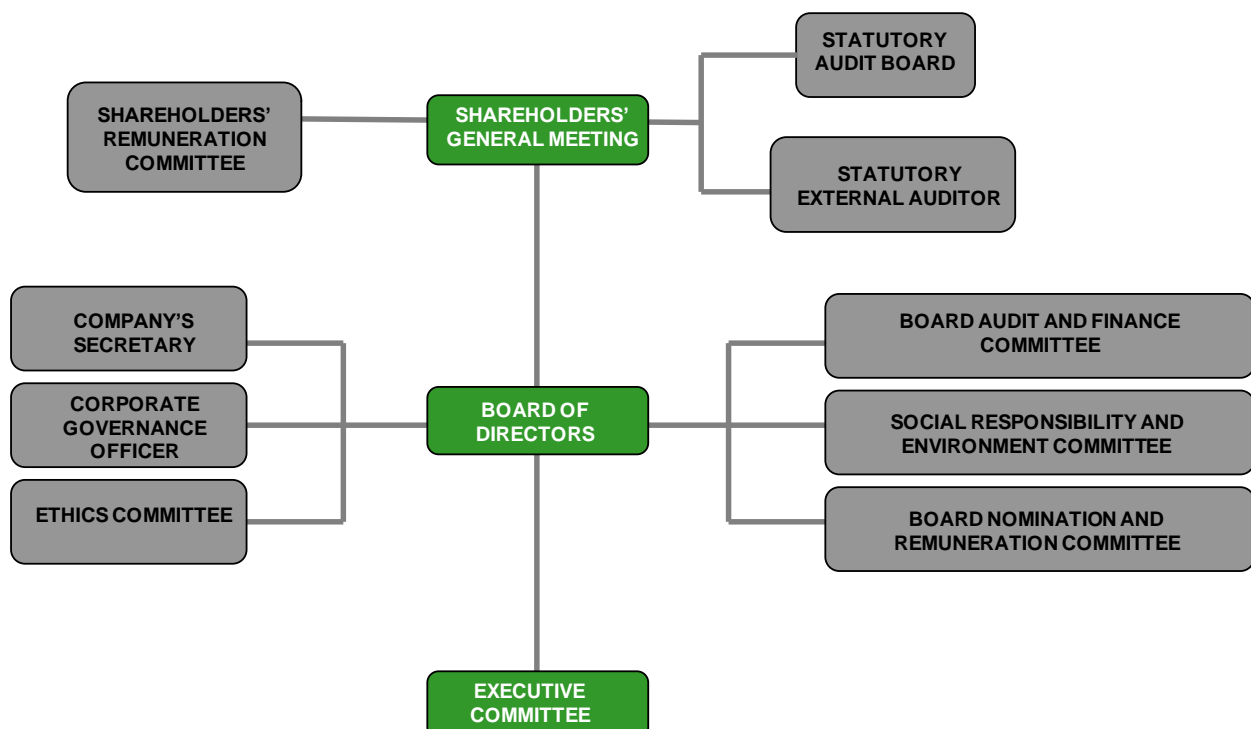 STATUTORY
AUDIT BOARD
SHAREHOLDERS’
REMUNERATION
COMMITTEE
SHAREHOLDERS’
GENERAL MEETING
STATUTORY
EXTERNAL AUDITOR
COMPANY’S
SECRETARY
BOARD AUDIT AND FINANCE
COMMITTEE
CORPORATE
GOVERNANCE
OFFICER
BOARD OF
DIRECTORS
SOCIAL RESPONSIBILITY AND
ENVIRONMENT COMMITTEE
ETHICS COMMITTEE
BOARD NOMINATION AND
REMUNERATION COMMITTEE
EXECUTIVE
COMMITTEE